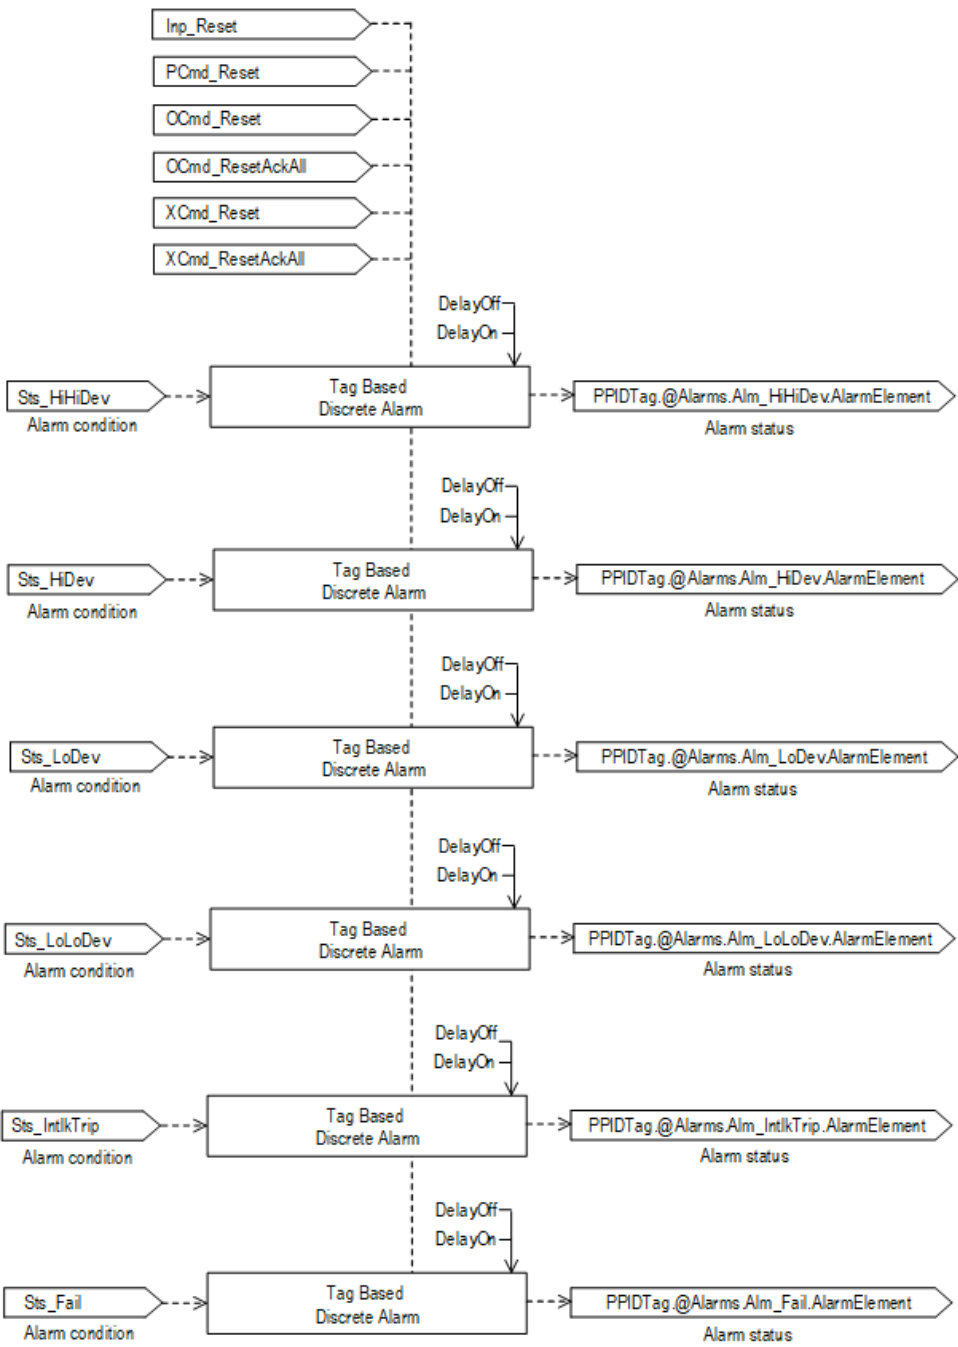 Inp_Reset
PCmd_Reset
OCmd_Reset
OCmd_ResetAckAll
XCmd_Reset
XCmd_ResetAckAll
DelayOff
DelayOn
Sts_HiHiDev
Tag Based
Discrete Alarm
PPIDTag.@Alarms.Alm_HiHiDev.AlarmElement
Alarm condition
Alarm status
DelayOff
DelayOn
Sts_HiDev
Tag Based
Discrete Alarm
PPIDTag.@Alarms.Alm_HiDev.AlarmElement
Alarm condition
Alarm status
DelayOff
DelayOn
Sts_LoDev
Tag Based
Discrete Alarm
PPIDTag.@Alarms.Alm_LoDev.AlarmElement
Alarm condition
Alarm status
DelayOff
DelayOn
Sts_LoLoDev
Tag Based
Discrete Alarm
PPIDTag.@Alarms.Alm_LoLoDev.AlarmElement
Alarm condition
Alarm status
DelayOff
DelayOn
Sts_IntlkTrip
Tag Based
Discrete Alarm
PPIDTag.@Alarms.Alm_IntlkTrip.AlarmElement
Alarm condition
Alarm status
DelayOff
DelayOn
Sts_Fail
Tag Based
Discrete Alarm
PPIDTag.@Alarms.Alm_Fail.AlarmElement
Alarm condition
Alarm status